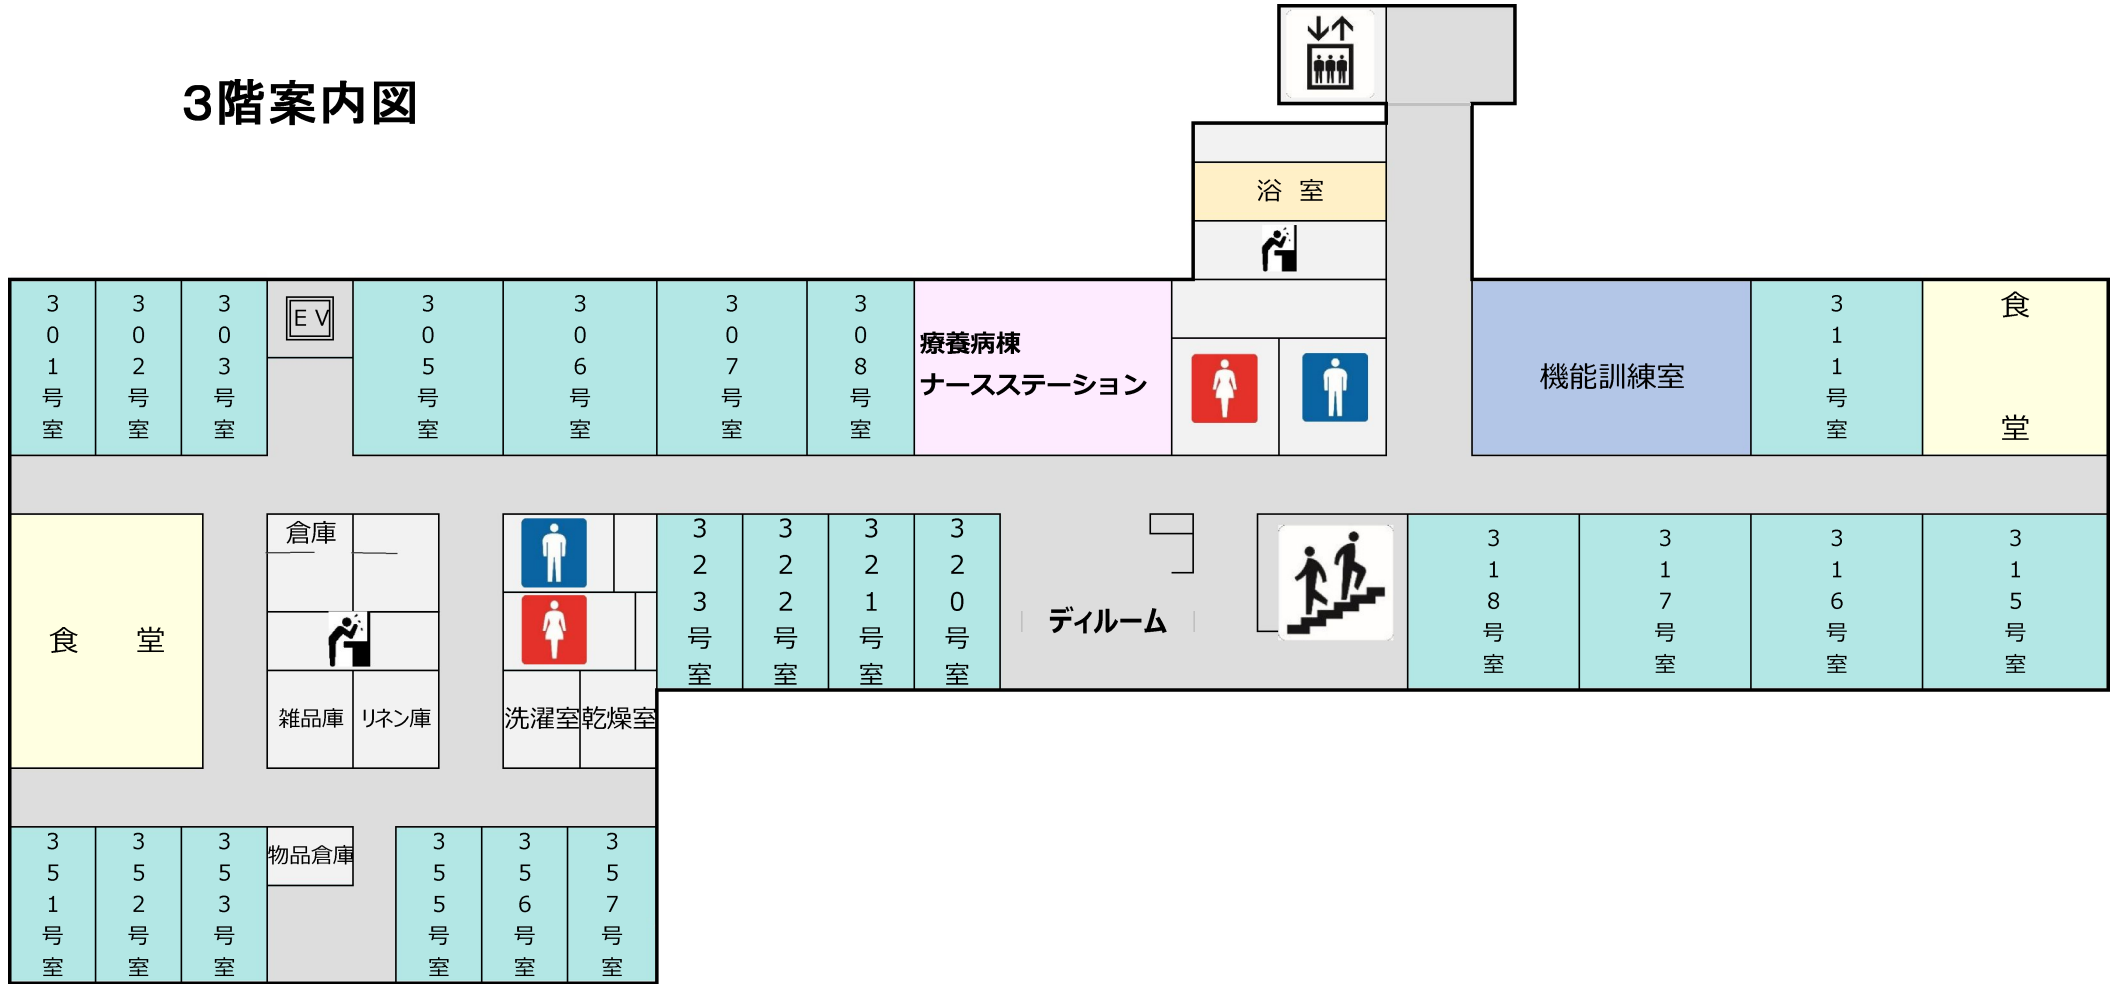 3階案内図
浴 室
301号室
302号室
303号室
EV
305号室
306号室
307号室
308号室
療養病棟
ナースステーション
機能訓練室
311号室
食堂
食 堂
倉庫
雑品庫
リネン庫
洗濯室
乾燥室
323号室
322号室
321号室
320号室
ディルーム
318号室
317号室
316号室
315号室
351号室
352号室
353号室
物品倉庫
355号室
356号室
357号室